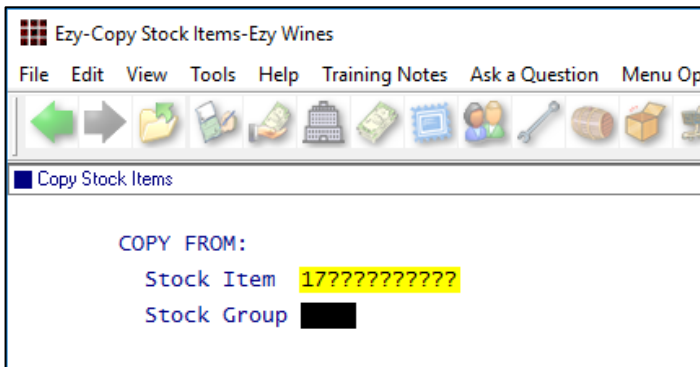 Ezy-Copy Stock Items-Ezy Wines
File Edit View Tools Help Training Notes Ask a Question Menu Op
Copy Stock Items
COPY FROM:
Stock Item 17???????????
Stock Group